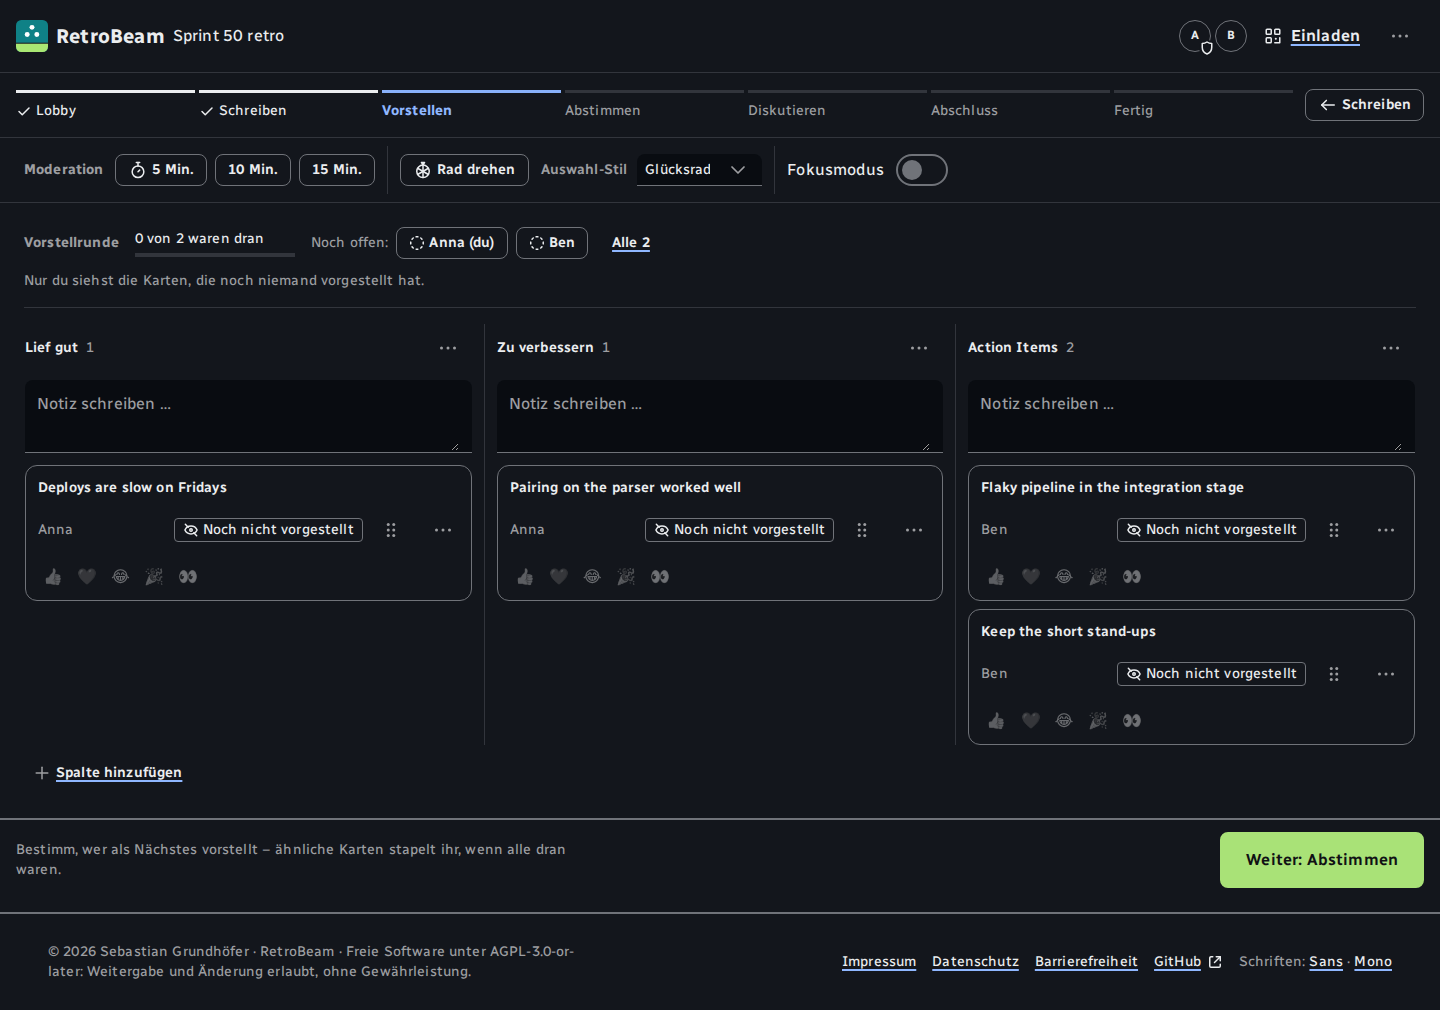 RetroBeam Sprint 50 retro
A B Einladen
Lobby Schreiben Vorstellen Abstimmen Diskutieren Abschluss Fertig Schreiben
Moderation 5 Min. 10 Min. 15 Min. Rad drehen Auswahl-Stil Glücksrad Fokusmodus
Vorstellrunde 0 von 2 waren dran Noch offen: Anna (du) Ben Alle 2
Nur du siehst die Karten, die noch niemand vorgestellt hat.
Lief gut 1
Notiz schreiben …
Deploys are slow on Fridays
Anna Noch nicht vorgestellt
Zu verbessern 1
Notiz schreiben …
Pairing on the parser worked well
Anna Noch nicht vorgestellt
Action Items 2
Notiz schreiben …
Flaky pipeline in the integration stage
Ben Noch nicht vorgestellt
Keep the short stand-ups
Ben Noch nicht vorgestellt
Spalte hinzufügen
Bestimm, wer als Nächstes vorstellt – ähnliche Karten stapelt ihr, wenn alle dran
waren.
Weiter: Abstimmen
© 2026 Sebastian Grundhöfer · RetroBeam · Freie Software unter AGPL-3.0-or-
later: Weitergabe und Änderung erlaubt, ohne Gewährleistung.
Impressum Datenschutz Barrierefreiheit GitHub Schriften: Sans · Mono